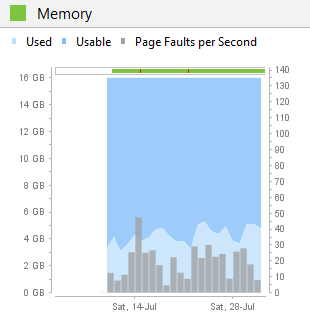 Memory
Used Usable Page Faults per Second
16 GB 140
14 GB 130
12 GB 120
10 GB 110
8 GB 100
6 GB 90
4 GB 80
2 GB 70
0 GB 60
50
40
30
20
10
0
Sat, 14-Jul Sat, 28-Jul